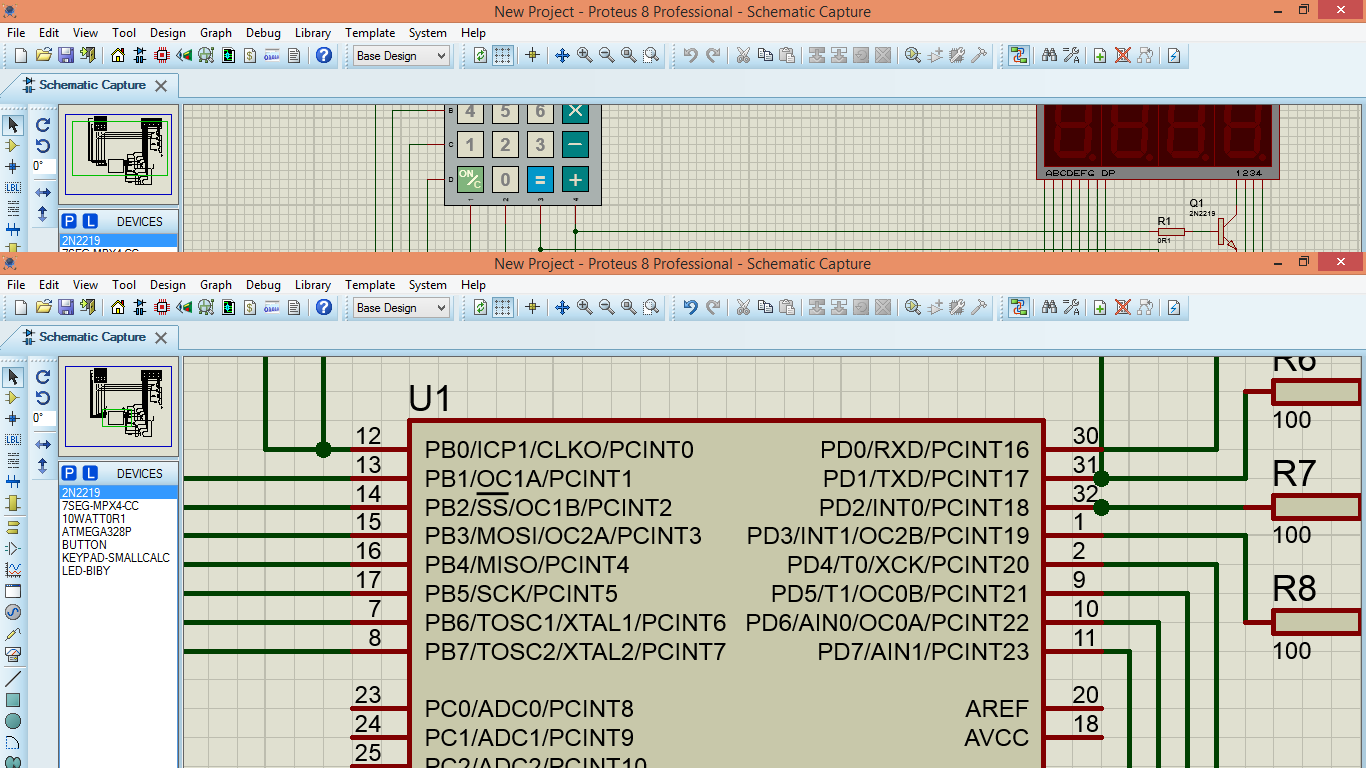 New Project - Proteus 8 Professional - Schematic Capture
File Edit View Tool Design Graph Debug Library Template System Help
Base Design
Schematic Capture
0°
LBL
P L DEVICES
2N2219
B 4 5 6 ×
C 1 2 3 −
D ON/C 0 = +
1 2 3 4
ABCDEFG DP 1234
Q1
2N2219
R1
0R1
New Project - Proteus 8 Professional - Schematic Capture
File Edit View Tool Design Graph Debug Library Template System Help
Base Design
Schematic Capture
0°
LBL
P L DEVICES
2N2219
7SEG-MPX4-CC
10WATT0R1
ATMEGA328P
BUTTON
KEYPAD-SMALLCALC
LED-BIBY
U1
12 PB0/ICP1/CLKO/PCINT0 PD0/RXD/PCINT16 30
13 PB1/OC1A/PCINT1 PD1/TXD/PCINT17 31
14 PB2/SS/OC1B/PCINT2 PD2/INT0/PCINT18 32
15 PB3/MOSI/OC2A/PCINT3 PD3/INT1/OC2B/PCINT19 1
16 PB4/MISO/PCINT4 PD4/T0/XCK/PCINT20 2
17 PB5/SCK/PCINT5 PD5/T1/OC0B/PCINT21 9
7 PB6/TOSC1/XTAL1/PCINT6 PD6/AIN0/OC0A/PCINT22 10
8 PB7/TOSC2/XTAL2/PCINT7 PD7/AIN1/PCINT23 11
23 PC0/ADC0/PCINT8 AREF 20
24 PC1/ADC1/PCINT9 AVCC 18
25 PC2/ADC2/PCINT10
R6
100
R7
100
R8
100